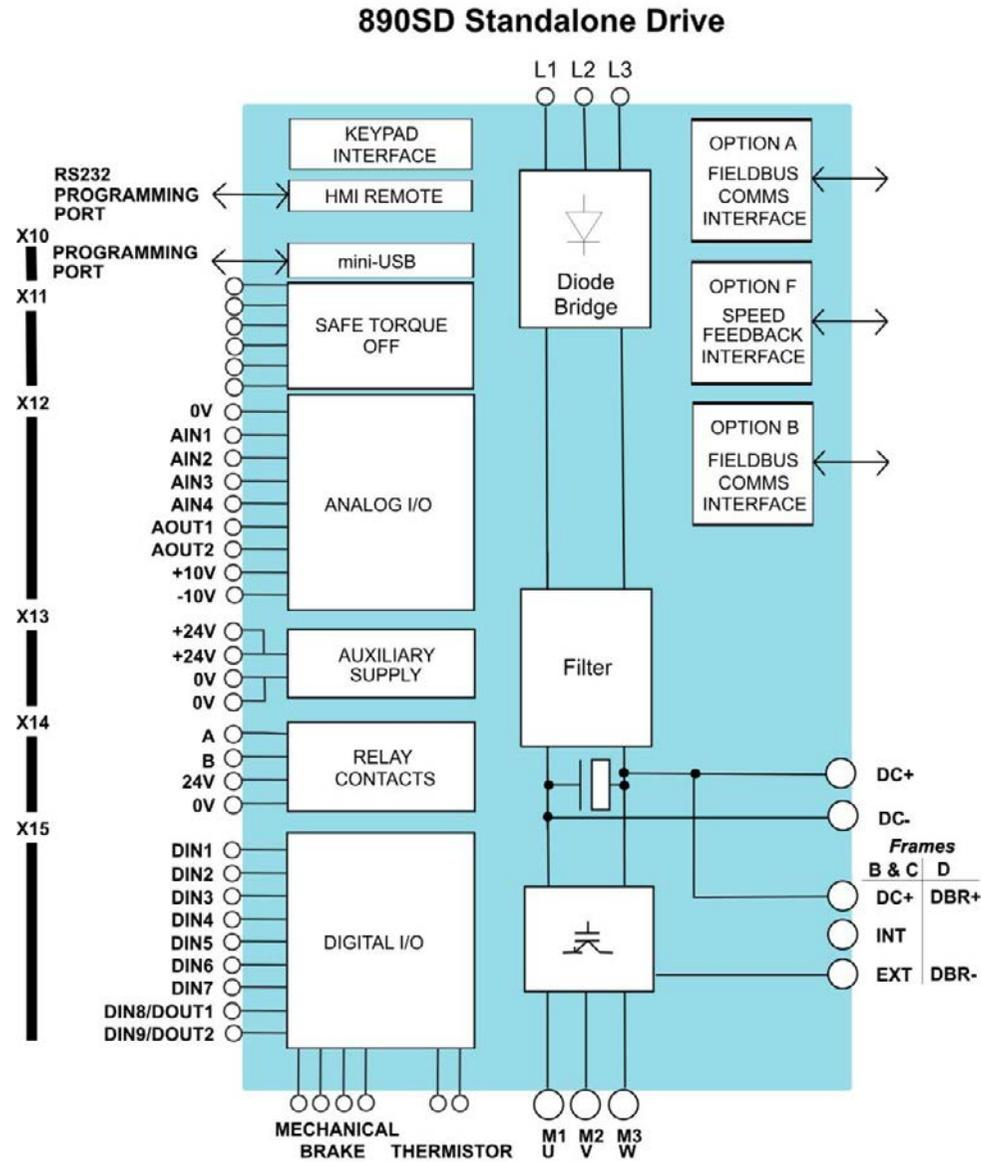 890SD Standalone Drive
L1 L2 L3
KEYPAD
INTERFACE
RS232
PROGRAMMING
PORT
HMI REMOTE
X10
PROGRAMMING
PORT
mini-USB
X11
SAFE TORQUE
OFF
X12
0V
AIN1
AIN2
AIN3
AIN4
AOUT1
AOUT2
+10V
-10V
ANALOG I/O
X13
+24V
+24V
0V
0V
AUXILIARY
SUPPLY
X14
A
B
24V
0V
RELAY
CONTACTS
X15
DIN1
DIN2
DIN3
DIN4
DIN5
DIN6
DIN7
DIN8/DOUT1
DIN9/DOUT2
DIGITAL I/O
MECHANICAL
BRAKE
THERMISTOR
Diode
Bridge
Filter
M1 M2 M3
U V W
OPTION A
FIELDBUS
COMMS
INTERFACE
OPTION F
SPEED
FEEDBACK
INTERFACE
OPTION B
FIELDBUS
COMMS
INTERFACE
DC+
DC-
Frames
B & C D
DC+ DBR+
INT
EXT DBR-